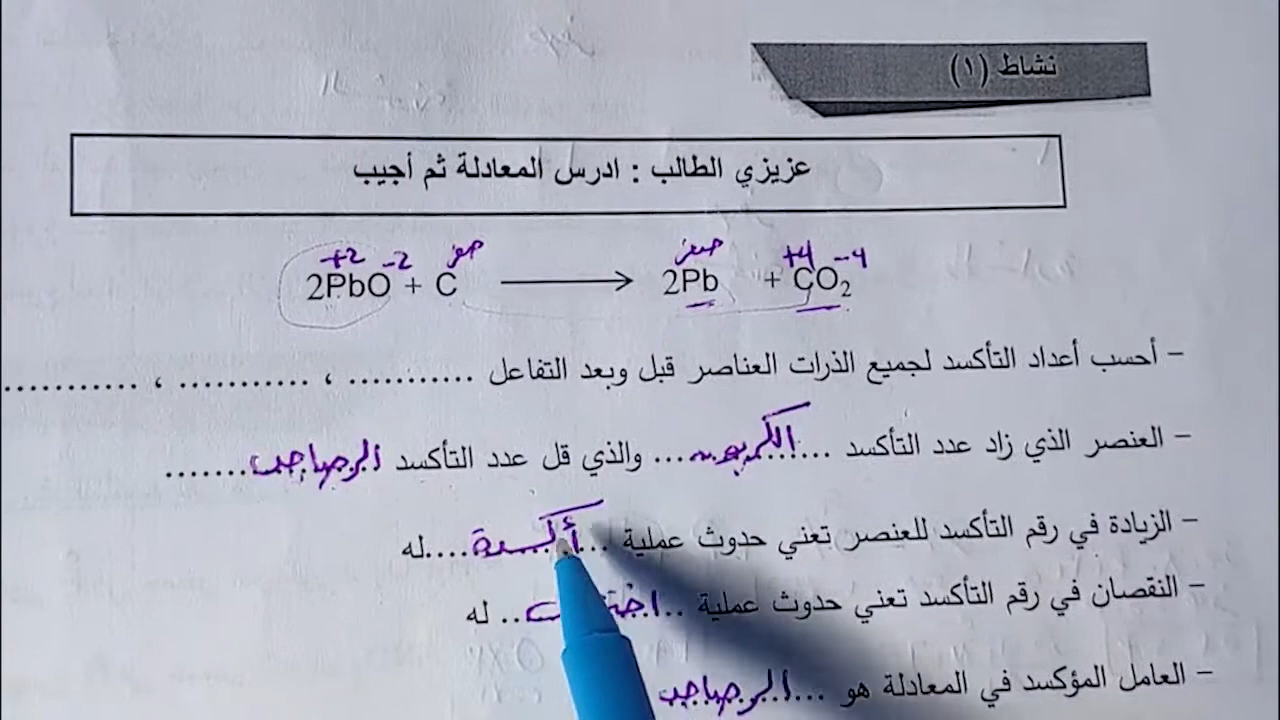 نشاط (١)
عزيزي الطالب : ادرس المعادلة ثم أجيب
+2 -2 صفر صفر +4 -4
2PbO + C ⟶ 2Pb + CO₂
- أحسب أعداد التأكسد لجميع الذرات العناصر قبل وبعد التفاعل ........... ، ........... ، ...........
- العنصر الذي زاد عدد التأكسد ...الكربون... والذي قل عدد التأكسد الرصاص.......
- الزيادة في رقم التأكسد للعنصر تعني حدوث عملية ...أكسدة....له
- النقصان في رقم التأكسد تعني حدوث عملية .. .. له
- العامل المؤكسد في المعادلة هو ...الرصاص